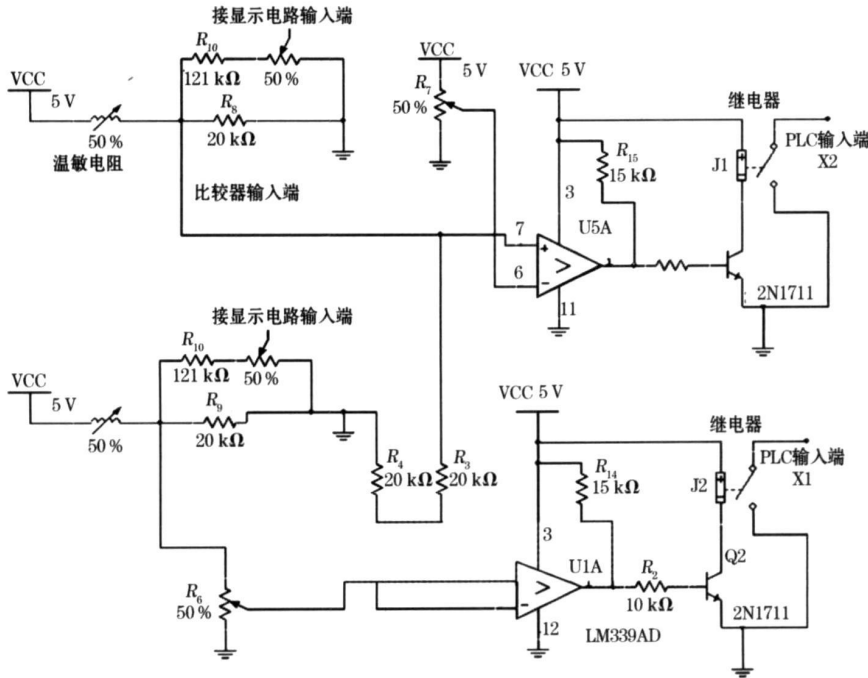 接显示电路输入端
R10
121 kΩ
50 %
VCC
5 V
50 %
温敏电阻
R8
20 kΩ
比较器输入端
VCC
5 V
R7
50 %
VCC 5 V
R15
15 kΩ
3
U5A
7
+
6
−
1
11
继电器
J1
+
PLC输入端
X2
2N1711
接显示电路输入端
R10
121 kΩ
50 %
VCC
5 V
50 %
R9
20 kΩ
R4
20 kΩ
R3
20 kΩ
R6
50 %
VCC 5 V
R14
15 kΩ
3
U1A
−
1
12
LM339AD
R2
10 kΩ
继电器
J2
+
PLC输入端
X1
Q2
2N1711